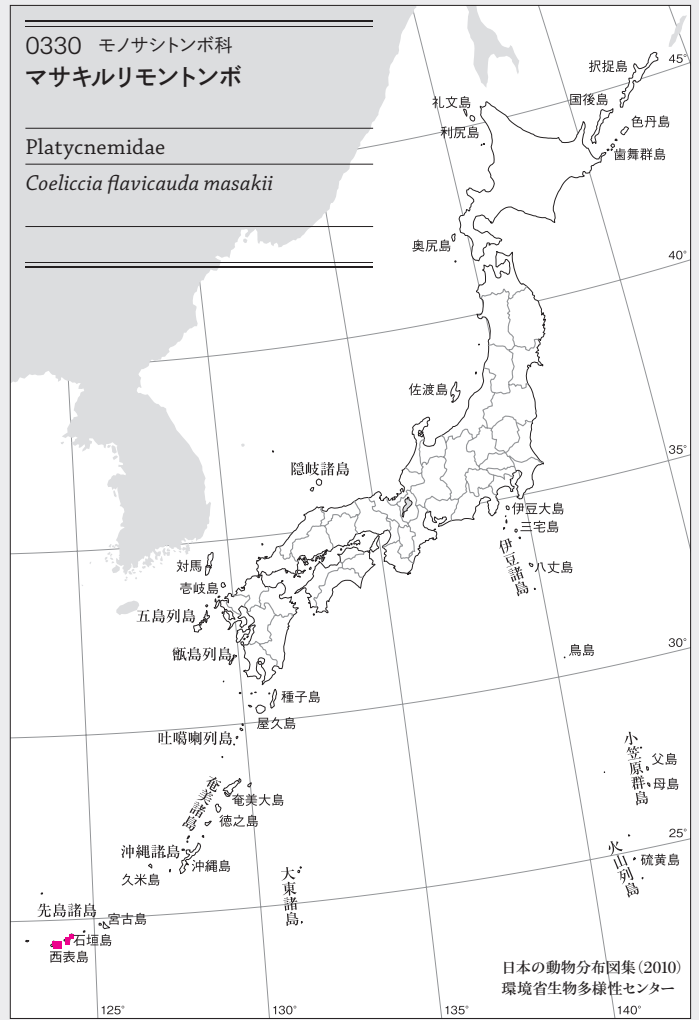 0330 モノサシトンボ科
マサキルリモントンボ
Platycnemidae
Coeliccia flavicauda masakii
45°
択捉島
国後島
礼文島
色丹島
利尻島
歯舞群島
奥尻島
40°
佐渡島
35°
隠岐諸島
伊豆大島
三宅島
伊豆諸島
八丈島
対馬
壱岐島
五島列島
甑島列島
鳥島
30°
種子島
屋久島
吐噶喇列島
小笠原群島
父島
母島
奄美諸島
奄美大島
徳之島
25°
沖縄諸島
沖縄島
久米島
大東諸島
火山列島
硫黄島
先島諸島
宮古島
石垣島
西表島
日本の動物分布図集(2010)
環境省生物多様性センター
125°
130°
135°
140°